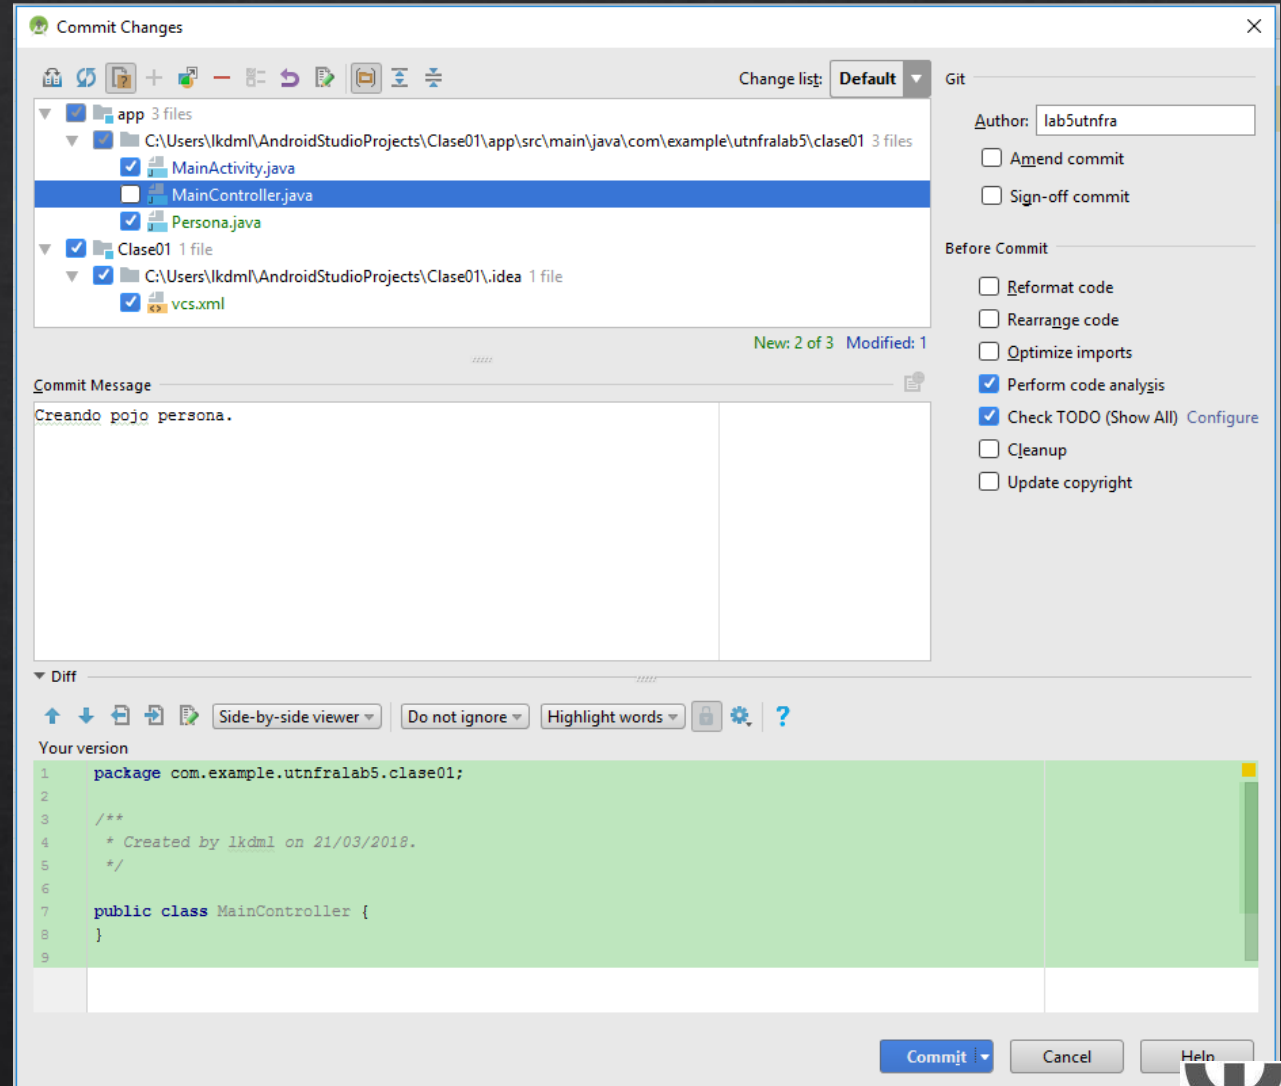 Commit Changes
Change list: Default
app 3 files
C:\Users\lkdml\AndroidStudioProjects\Clase01\app\src\main\java\com\example\utnfralab5\clase01 3 files
MainActivity.java
MainController.java
Persona.java
Clase01 1 file
C:\Users\lkdml\AndroidStudioProjects\Clase01\.idea 1 file
vcs.xml
New: 2 of 3 Modified: 1
Git
Author: lab5utnfra
Amend commit
Sign-off commit
Before Commit
Reformat code
Rearrange code
Optimize imports
Perform code analysis
Check TODO (Show All) Configure
Cleanup
Update copyright
Commit Message
Creando pojo persona.
Diff
Side-by-side viewer Do not ignore Highlight words ?
Your version
1 package com.example.utnfralab5.clase01;
2
3 /**
4 * Created by lkdml on 21/03/2018.
5 */
6
7 public class MainController {
8 }
9
Commit Cancel Help